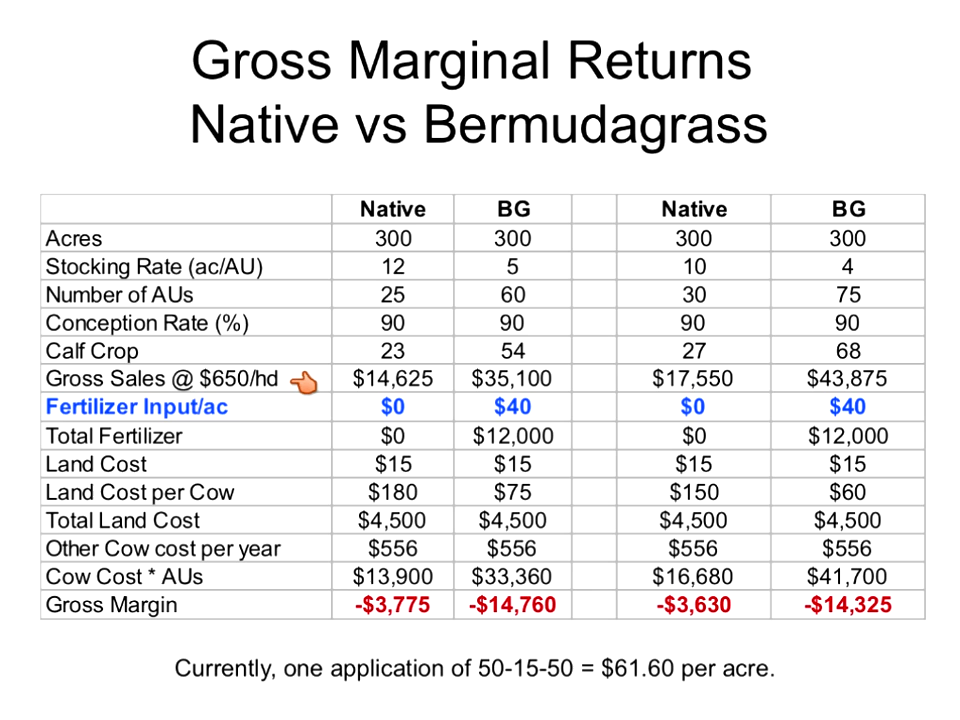 Gross Marginal Returns
Native vs Bermudagrass
Native BG Native BG
Acres 300 300 300 300
Stocking Rate (ac/AU) 12 5 10 4
Number of AUs 25 60 30 75
Conception Rate (%) 90 90 90 90
Calf Crop 23 54 27 68
Gross Sales @ $650/hd $14,625 $35,100 $17,550 $43,875
Fertilizer Input/ac $0 $40 $0 $40
Total Fertilizer $0 $12,000 $0 $12,000
Land Cost $15 $15 $15 $15
Land Cost per Cow $180 $75 $150 $60
Total Land Cost $4,500 $4,500 $4,500 $4,500
Other Cow cost per year $556 $556 $556 $556
Cow Cost * AUs $13,900 $33,360 $16,680 $41,700
Gross Margin -$3,775 -$14,760 -$3,630 -$14,325
Currently, one application of 50-15-50 = $61.60 per acre.